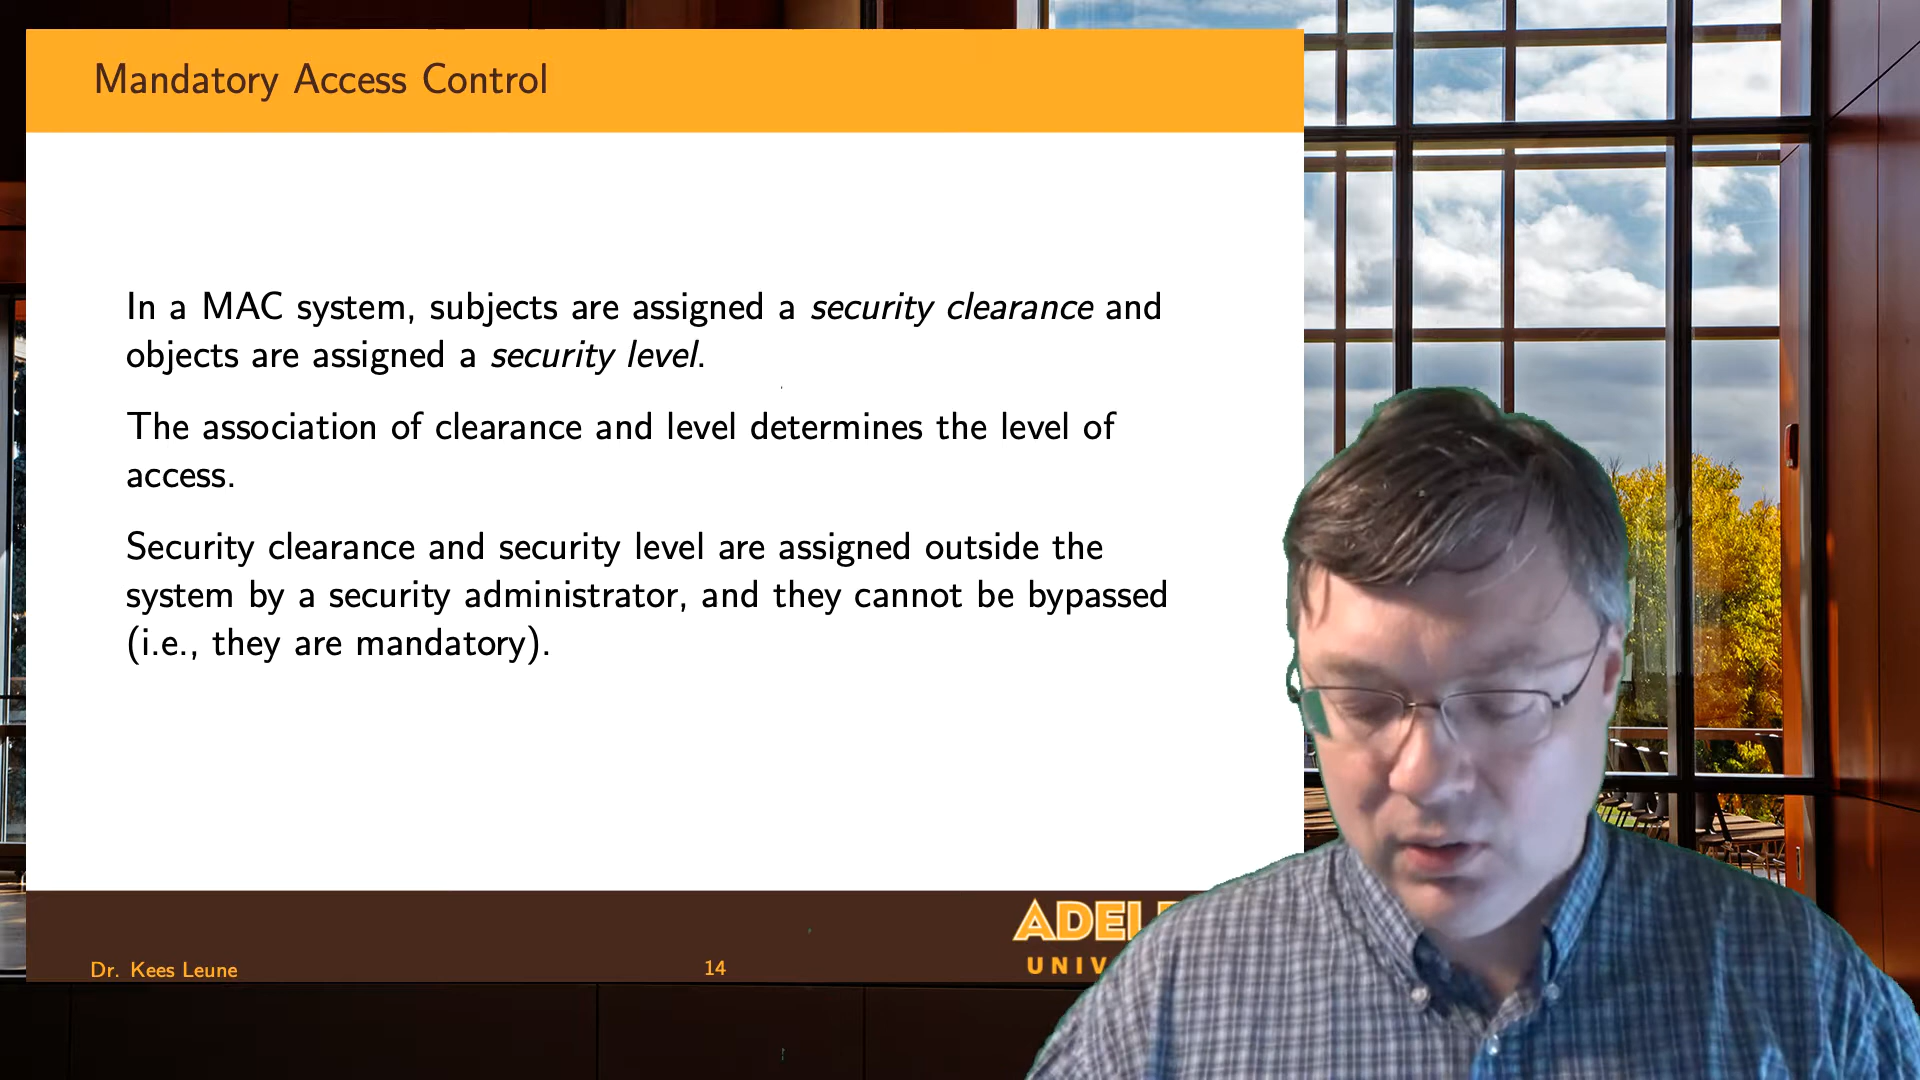 Mandatory Access Control
In a MAC system, subjects are assigned a security clearance and
objects are assigned a security level.
The association of clearance and level determines the level of
access.
Security clearance and security level are assigned outside the
system by a security administrator, and they cannot be bypassed
(i.e., they are mandatory).
Dr. Kees Leune
14